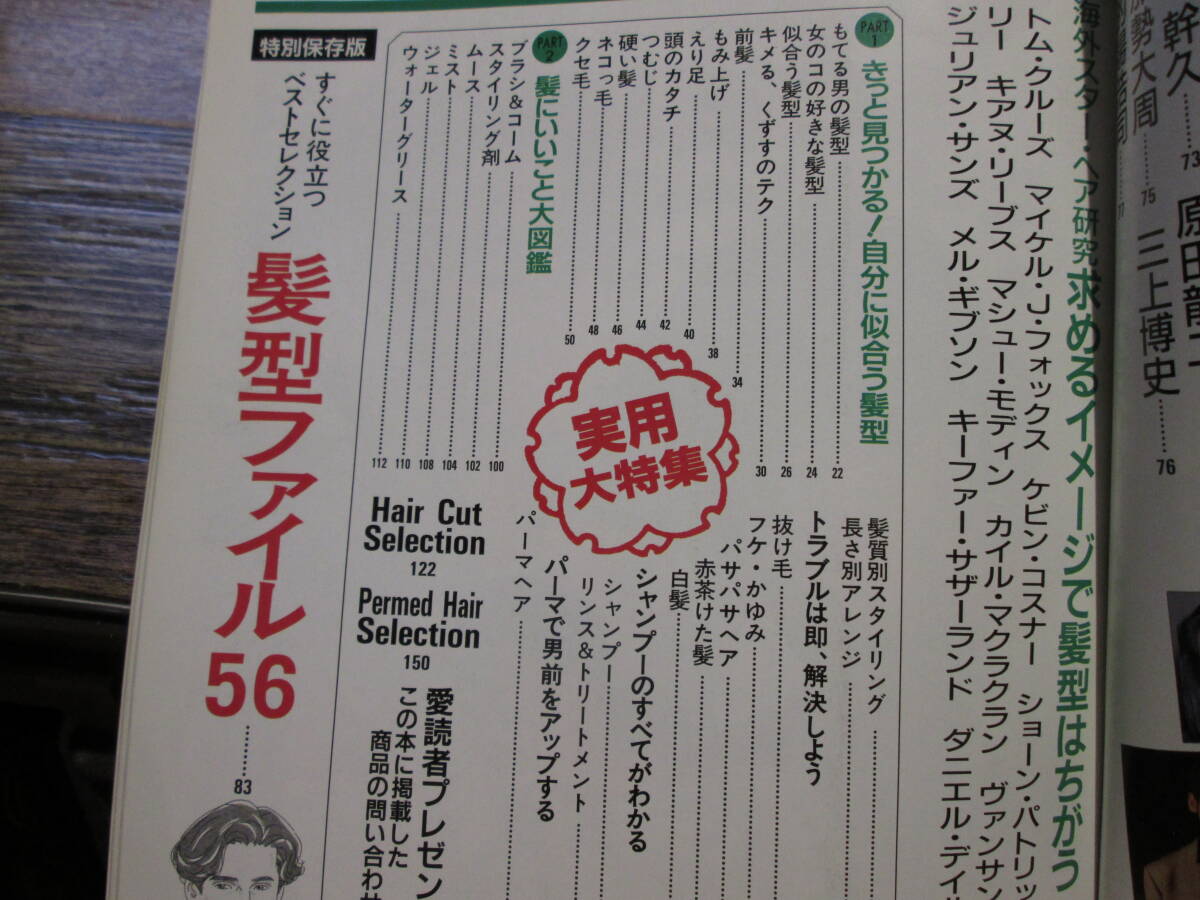 幹久
73
原田龍二
勢大周
75
三上博史
76
海外スター・ヘア研究
求めるイメージで髪型はちがう
トム・クルーズ マイケル・J・フォックス ケビン・コスナー ショーン・パトリッ
リー キアヌ・リーブス マシュー・モディン カイル・マクラクラン ヴァンサン
ジュリアン・サンズ メル・ギブソン キーファー・サザーランド ダニエル・デイル
実用
大特集
PART 1
きっと見つかる!自分に似合う髪型
もてる男の髪型 22
女のコの好きな髪型 24
似合う髪型 26
キメる、くずすのテク 30
前髪 34
もみ上げ 38
えり足 40
頭のカタチ 42
つむじ 44
硬い髪 46
ネコっ毛 48
クセ毛 50
PART 2
髪にいいこと大図鑑
ブラシ&コーム 100
スタイリング剤 102
ムース 104
ミスト 108
ジェル 110
ウォーターグリース 112
髪質別スタイリング
長さ別アレンジ
トラブルは即、解決しよう
抜け毛
フケ・かゆみ
パサパサヘア
赤茶けた髪
白髪
シャンプーのすべてがわかる
シャンプー
リンス&トリートメント
パーマで男前をアップする
パーマヘア
Hair Cut
Selection
122
Permed Hair
Selection
150
愛読者プレゼン
この本に掲載した
商品の問い合わせ
特別保存版
すぐに役立つ
ベストセレクション
髪型ファイル56
83